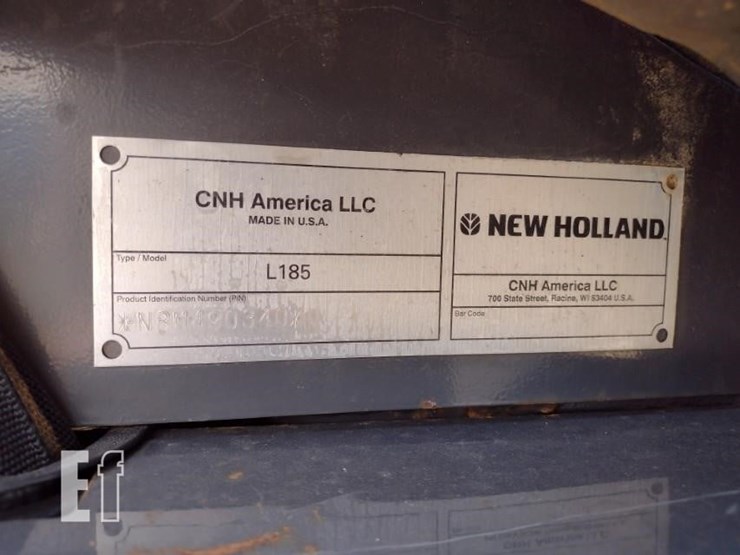 CNH America LLC
MADE IN U.S.A.
Type / Model
L185
Product Identification Number (PIN)
NEW HOLLAND
CNH America LLC
700 State Street, Racine, WI 53404 U.S.A.
Bar Code
Ef